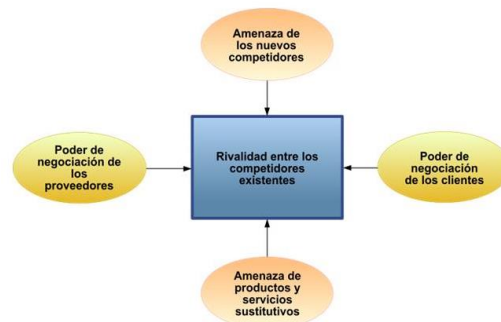 Amenaza de
los nuevos
competidores
Poder de
negociación de
los
proveedores
Rivalidad entre los
competidores
existentes
Poder de
negociación
de los clientes
Amenaza de
productos y
servicios
sustitutivos